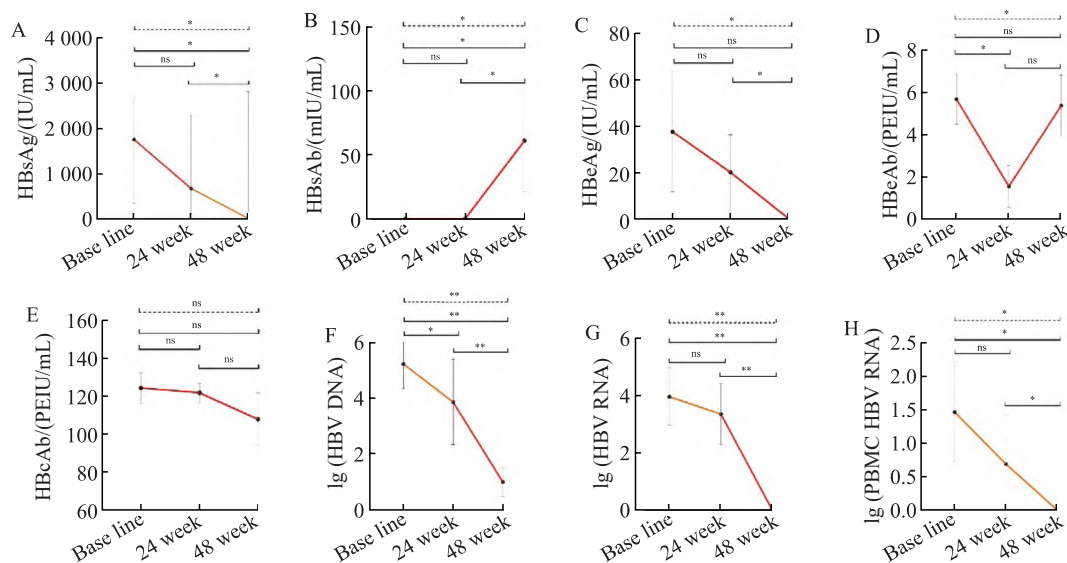 A
HBsAg/(IU/mL)
4 000
3 000
2 000
1 000
0
*
*
ns
*
Base line
24 week
48 week
B
HBsAb/(mIU/mL)
150
100
50
0
*
*
ns
*
Base line
24 week
48 week
C
HBeAg/(IU/mL)
80
60
40
20
0
*
ns
ns
*
Base line
24 week
48 week
D
HBeAb/(PEIU/mL)
8
6
4
2
0
*
ns
*
ns
Base line
24 week
48 week
E
HBcAb/(PEIU/mL)
160
140
120
100
80
60
ns
ns
ns
ns
Base line
24 week
48 week
F
lg (HBV DNA)
6
4
2
0
**
**
*
**
Base line
24 week
48 week
G
lg (HBV RNA)
6
4
2
0
**
**
ns
**
Base line
24 week
48 week
H
lg (PBMC HBV RNA)
2.5
2.0
1.5
1.0
0.5
0.0
*
*
ns
*
Base line
24 week
48 week